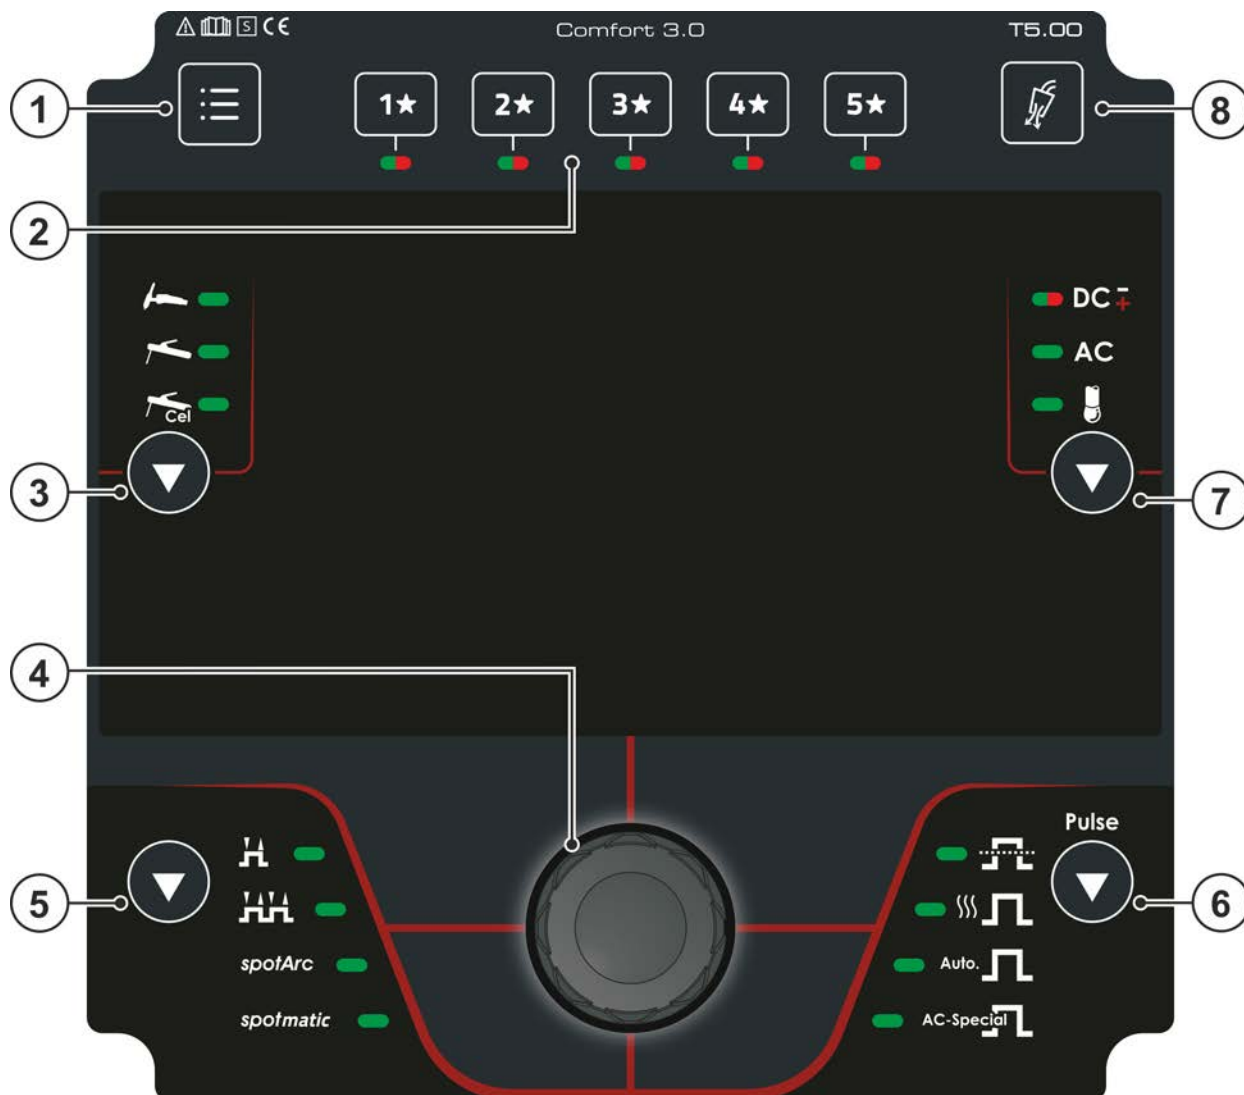 S CE Comfort 3.0 T5.00
1 1★ 2★ 3★ 4★ 5★ 8
2
DC - +
AC
Cel
3 7
4
Pulse
5 6
spotArc Auto.
spotmatic AC-Special